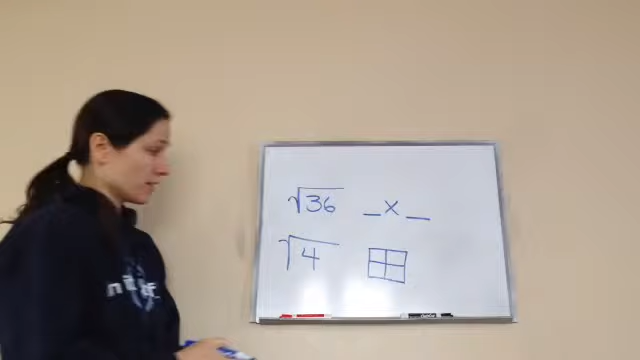 √36 _ x _
√4